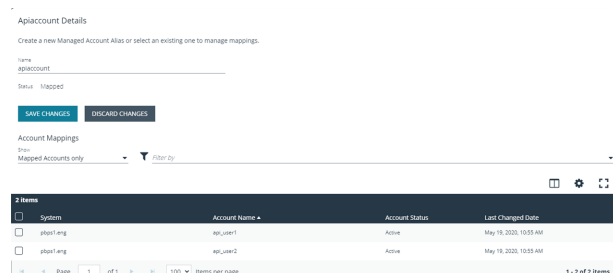 Apiaccount Details
Create a new Managed Account Alias or select an existing one to manage mappings.
Name
apiaccount
Status Mapped
SAVE CHANGES DISCARD CHANGES
Account Mappings
Show
Mapped Accounts only Filter by
2 items
System Account Name Account Status Last Changed Date
pbps1.eng api_user1 Active May 19, 2020, 10:55 AM
pbps1.eng api_user2 Active May 19, 2020, 10:55 AM
Page 1 of 1 100 Items per page 1 - 2 of 2 items